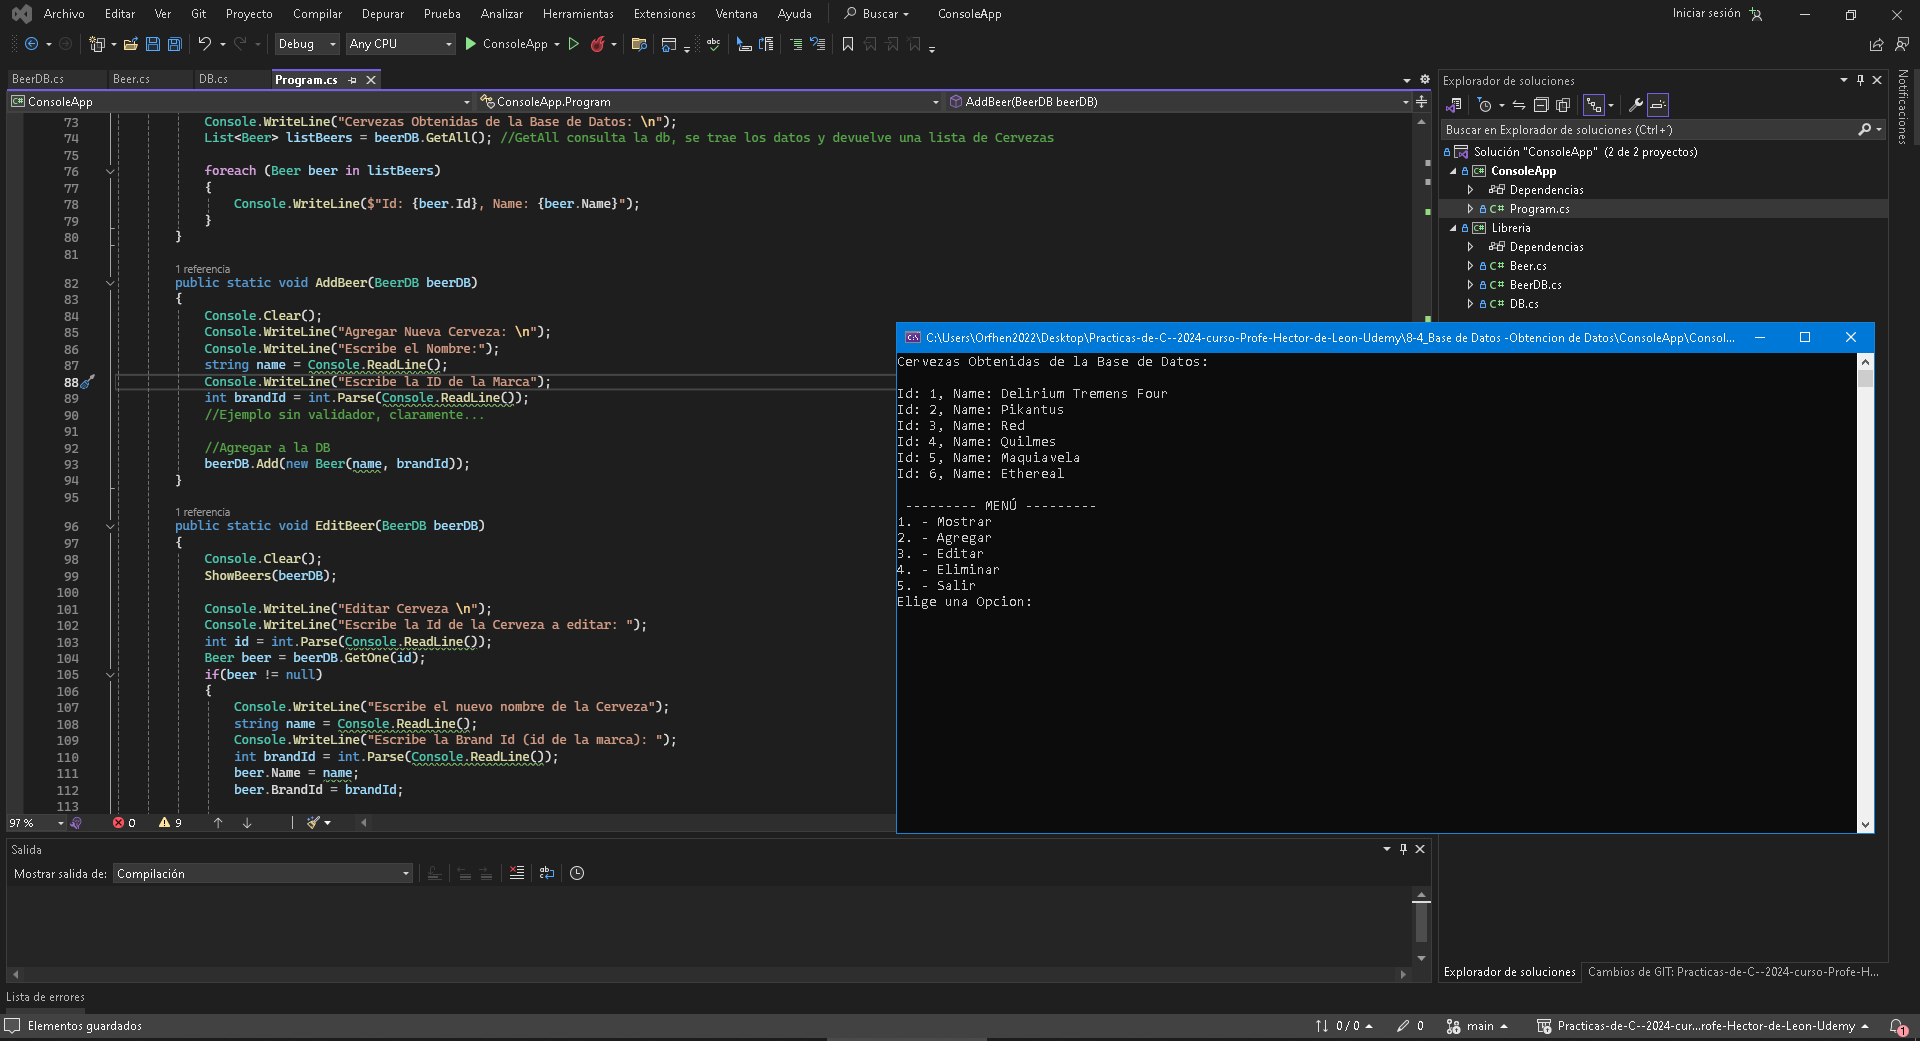 Archivo Editar Ver Git Proyecto Compilar Depurar Prueba Analizar Herramientas Extensiones Ventana Ayuda Buscar ConsoleApp Iniciar sesión
Debug Any CPU ConsoleApp
BeerDB.cs Beer.cs DB.cs Program.cs
ConsoleApp ConsoleApp.Program AddBeer(BeerDB beerDB)
73 Console.WriteLine("Cervezas Obtenidas de la Base de Datos: \n");
74 List<Beer> listBeers = beerDB.GetAll(); //GetAll consulta la db, se trae los datos y devuelve una lista de Cervezas
75
76 foreach (Beer beer in listBeers)
77 {
78 Console.WriteLine($"Id: {beer.Id}, Name: {beer.Name}");
79 }
80 }
81
1 referencia
82 public static void AddBeer(BeerDB beerDB)
83 {
84 Console.Clear();
85 Console.WriteLine("Agregar Nueva Cerveza: \n");
86 Console.WriteLine("Escribe el Nombre:");
87 string name = Console.ReadLine();
88 Console.WriteLine("Escribe la ID de la Marca");
89 int brandId = int.Parse(Console.ReadLine());
90 //Ejemplo sin validador, claramente...
91
92 //Agregar a la DB
93 beerDB.Add(new Beer(name, brandId));
94 }
95
1 referencia
96 public static void EditBeer(BeerDB beerDB)
97 {
98 Console.Clear();
99 ShowBeers(beerDB);
100
101 Console.WriteLine("Editar Cerveza \n");
102 Console.WriteLine("Escribe la Id de la Cerveza a editar: ");
103 int id = int.Parse(Console.ReadLine());
104 Beer beer = beerDB.GetOne(id);
105 if(beer != null)
106 {
107 Console.WriteLine("Escribe el nuevo nombre de la Cerveza");
108 string name = Console.ReadLine();
109 Console.WriteLine("Escribe la Brand Id (id de la marca): ");
110 int brandId = int.Parse(Console.ReadLine());
111 beer.Name = name;
112 beer.BrandId = brandId;
113
97 % 0 9
Salida
Mostrar salida de: Compilación
Lista de errores
Elementos guardados
0 / 0 0 main Practicas-de-C--2024-cur...rofe-Hector-de-Leon-Udemy 1
Explorador de soluciones
Buscar en Explorador de soluciones (Ctrl+´)
Solución "ConsoleApp" (2 de 2 proyectos)
ConsoleApp
Dependencias
C# Program.cs
Libreria
Dependencias
C# Beer.cs
C# BeerDB.cs
C# DB.cs
Explorador de soluciones Cambios de GIT: Practicas-de-C--2024-curso-Profe-H...
Notificaciones
C:\Users\Orfhen2022\Desktop\Practicas-de-C--2024-curso-Profe-Hector-de-Leon-Udemy\8-4_Base de Datos -Obtencion de Datos\ConsoleApp\Consol...
Cervezas Obtenidas de la Base de Datos:
Id: 1, Name: Delirium Tremens Four
Id: 2, Name: Pikantus
Id: 3, Name: Red
Id: 4, Name: Quilmes
Id: 5, Name: Maquiavela
Id: 6, Name: Ethereal
--------- MENÚ ---------
1. - Mostrar
2. - Agregar
3. - Editar
4. - Eliminar
5. - Salir
Elige una Opcion: